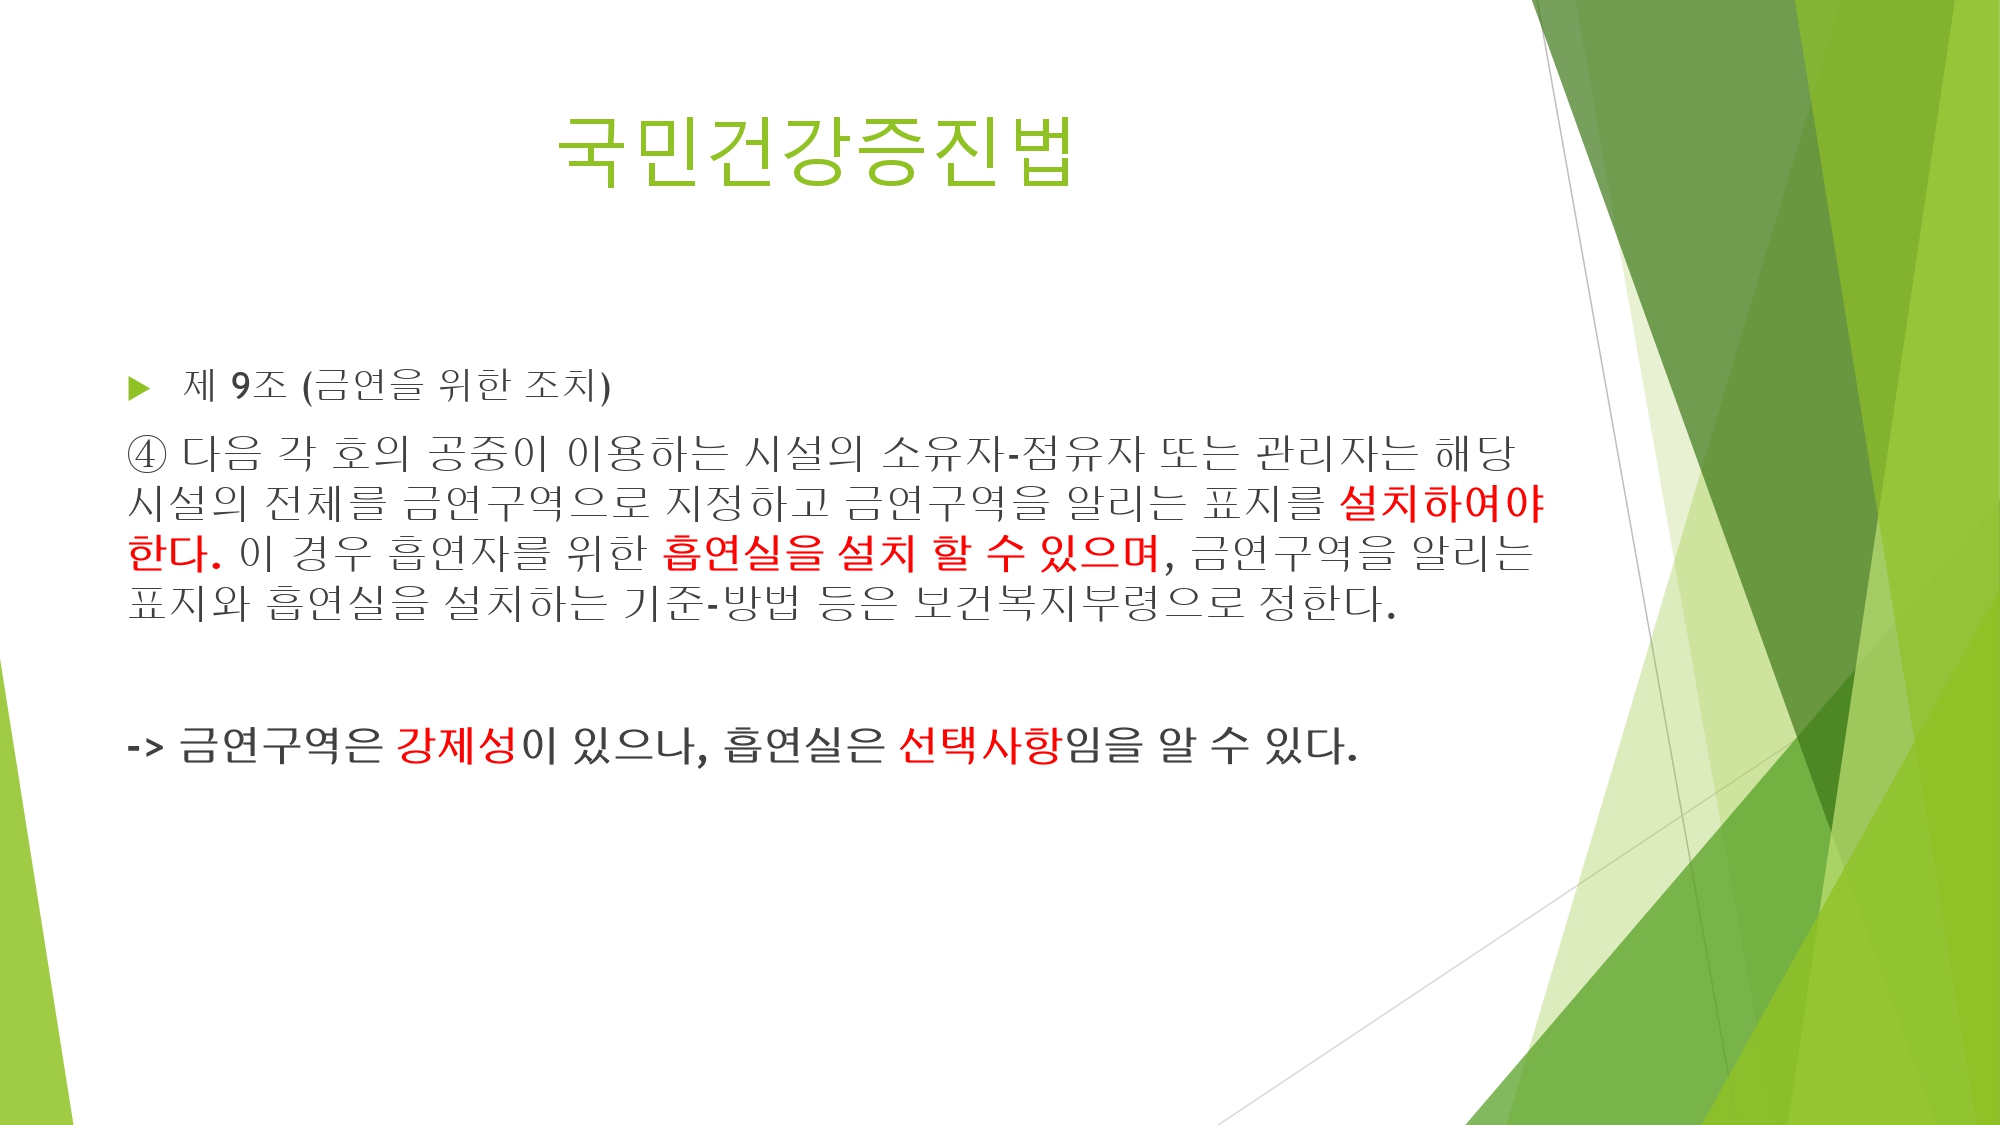 국민건강증진법
제 9조 (금연을 위한 조치)
④ 다음 각 호의 공중이 이용하는 시설의 소유자-점유자 또는 관리자는 해당
시설의 전체를 금연구역으로 지정하고 금연구역을 알리는 표지를 설치하여야
한다. 이 경우 흡연자를 위한 흡연실을 설치 할 수 있으며, 금연구역을 알리는
표지와 흡연실을 설치하는 기준-방법 등은 보건복지부령으로 정한다.
-> 금연구역은 강제성이 있으나, 흡연실은 선택사항임을 알 수 있다.